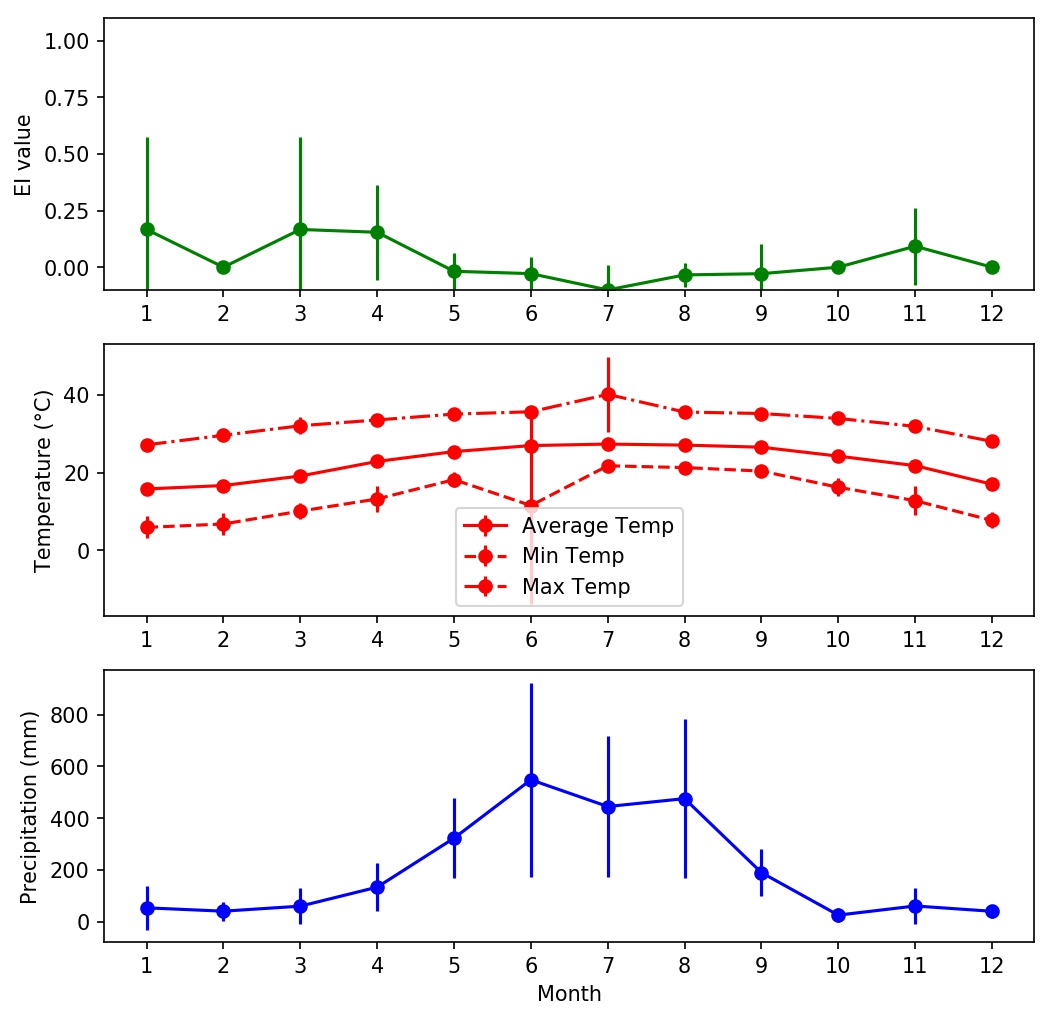 EI value
1.00
0.75
0.50
0.25
0.00
1 2 3 4 5 6 7 8 9 10 11 12
Temperature (°C)
40
20
0
Average Temp
Min Temp
Max Temp
1 2 3 4 5 6 7 8 9 10 11 12
Precipitation (mm)
800
600
400
200
0
1 2 3 4 5 6 7 8 9 10 11 12
Month